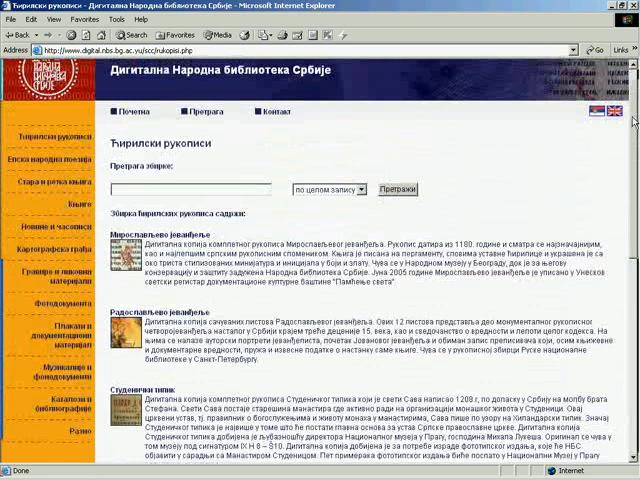 Ћирилски рукописи - Дигитална Народна библиотека Србије - Microsoft Internet Explorer
File Edit View Favorites Tools Help
Back Search Favorites Media
Address http://www.digital.nbs.bg.ac.yu/scc/rukopisi.php Go Links
Дигитална Народна библиотека Србије
Почетна Претрага Контакт
Ћирилски рукописи
Епска народна поезија
Стара и ретка књига
Књиге
Новине и часописи
Картографска грађа
Гравире и ликовни
материјали
Фотодокумента
Плакати и
документациони
материјал
Музикалије и
фонодокументи
Каталози и
библиографије
Разно
Ћирилски рукописи
Претрага збирке:
по целом запису Претражи
Збирка ћирилских рукописа садржи:
Мирослављево јеванђеље
Дигитална копија комплетног рукописа Мирослављевог јеванђеља. Рукопис датира из 1180. године и сматра се најзначајнијим,
као и најлепшим српским рукописним спомеником. Књига је писана на пергаменту, словима уставне ћирилице и украшена је са
око триста стилизованих минијатура и иницијала у боји и злату. Чува се у Народном музеју у Београду, док је за његову
конзервацију и заштиту задужена Народна библиотека Србије. Јуна 2005 године Мирослављево јеванђеље је уписано у Унесков
светски регистар документационе културне баштине "Памћење света"
Радослављево јеванђеље
Дигитална копија сачуваних листова Радослављевог јеванђеља. Ових 12 листова представља део монументалног рукописног
четворојеванђеља насталог у Србији крајем треће деценије 15. века, као и сведочанство о вредности и лепоти целог кодекса. На
њима се налазе ауторски портрети јеванђелиста, почетак Јовановог јеванђеља и обиман запис преписивача који, осим књижевне
и документарне вредности, пружа и извесне податке о настанку саме књиге. Чува се у рукописној збирци Руске националне
библиотеке у Санкт-Петербургу.
Студенички типик
Дигитална копија комплетног рукописа Студеничког типика који је свети Сава написао 1208.г, по доласку у Србију на молбу брата
Стефана. Свети Сава постаје старешина манастира где активно ради на организацији монашког живота у Студеници. Овај
црквени устав, тј. правилник о богослужењима и животу монаха у манастирима, Сава пише по узору на Хиландарски типик. Значај
Студеничког типика је највише у томе што ће постати главна основа за устав Српске православне цркве. Дигитална копија
Студеничког типика добијена је љубазношћу директора Националног музеја у Прагу, господина Михала Лукеша. Оригинал се чува у
том музеју под сигнатуром IX H 8 – Š10. Дигитална копија добијена је за потребе израде фототипског издања, које ће НБС
објавити у сарадњи са Манастиром Студеницом. Пет примерака фототипског издања биће послато у Национални Музеј у Прагу.
Done Internet